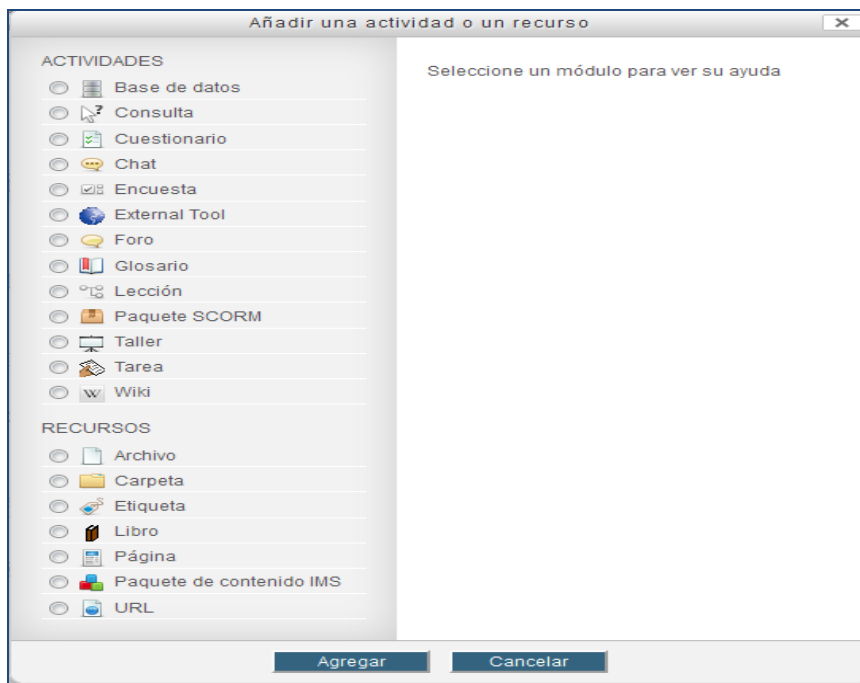 Añadir una actividad o un recurso
ACTIVIDADES
Base de datos
Consulta
Cuestionario
Chat
Encuesta
External Tool
Foro
Glosario
Lección
Paquete SCORM
Taller
Tarea
Wiki
RECURSOS
Archivo
Carpeta
Etiqueta
Libro
Página
Paquete de contenido IMS
URL
Seleccione un módulo para ver su ayuda
Agregar
Cancelar